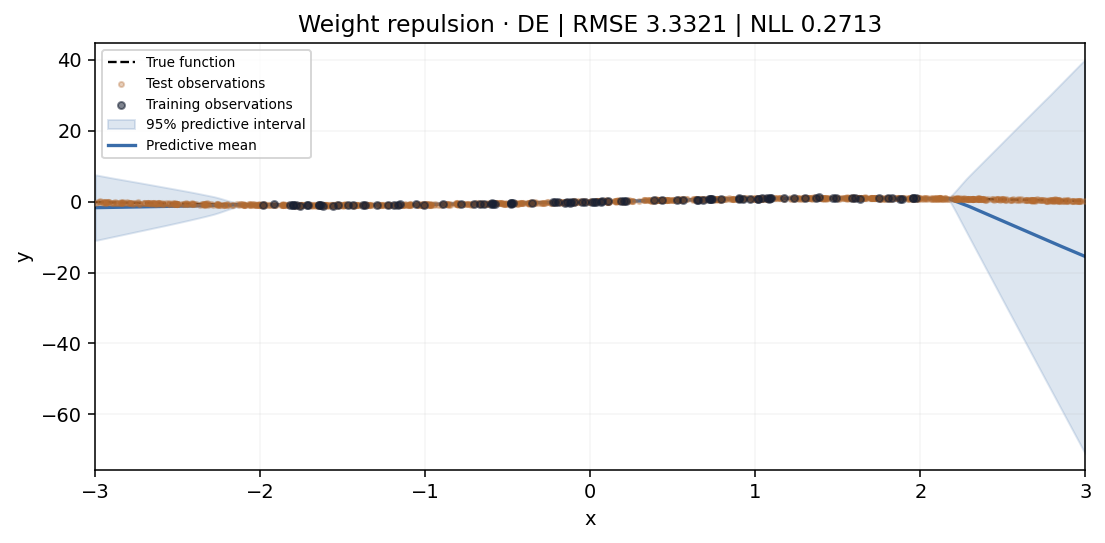 Weight repulsion · DE | RMSE 3.3321 | NLL 0.2713
True function
Test observations
Training observations
95% predictive interval
Predictive mean
40
20
0
−20
−40
−60
y
−3
−2
−1
0
1
2
3
x